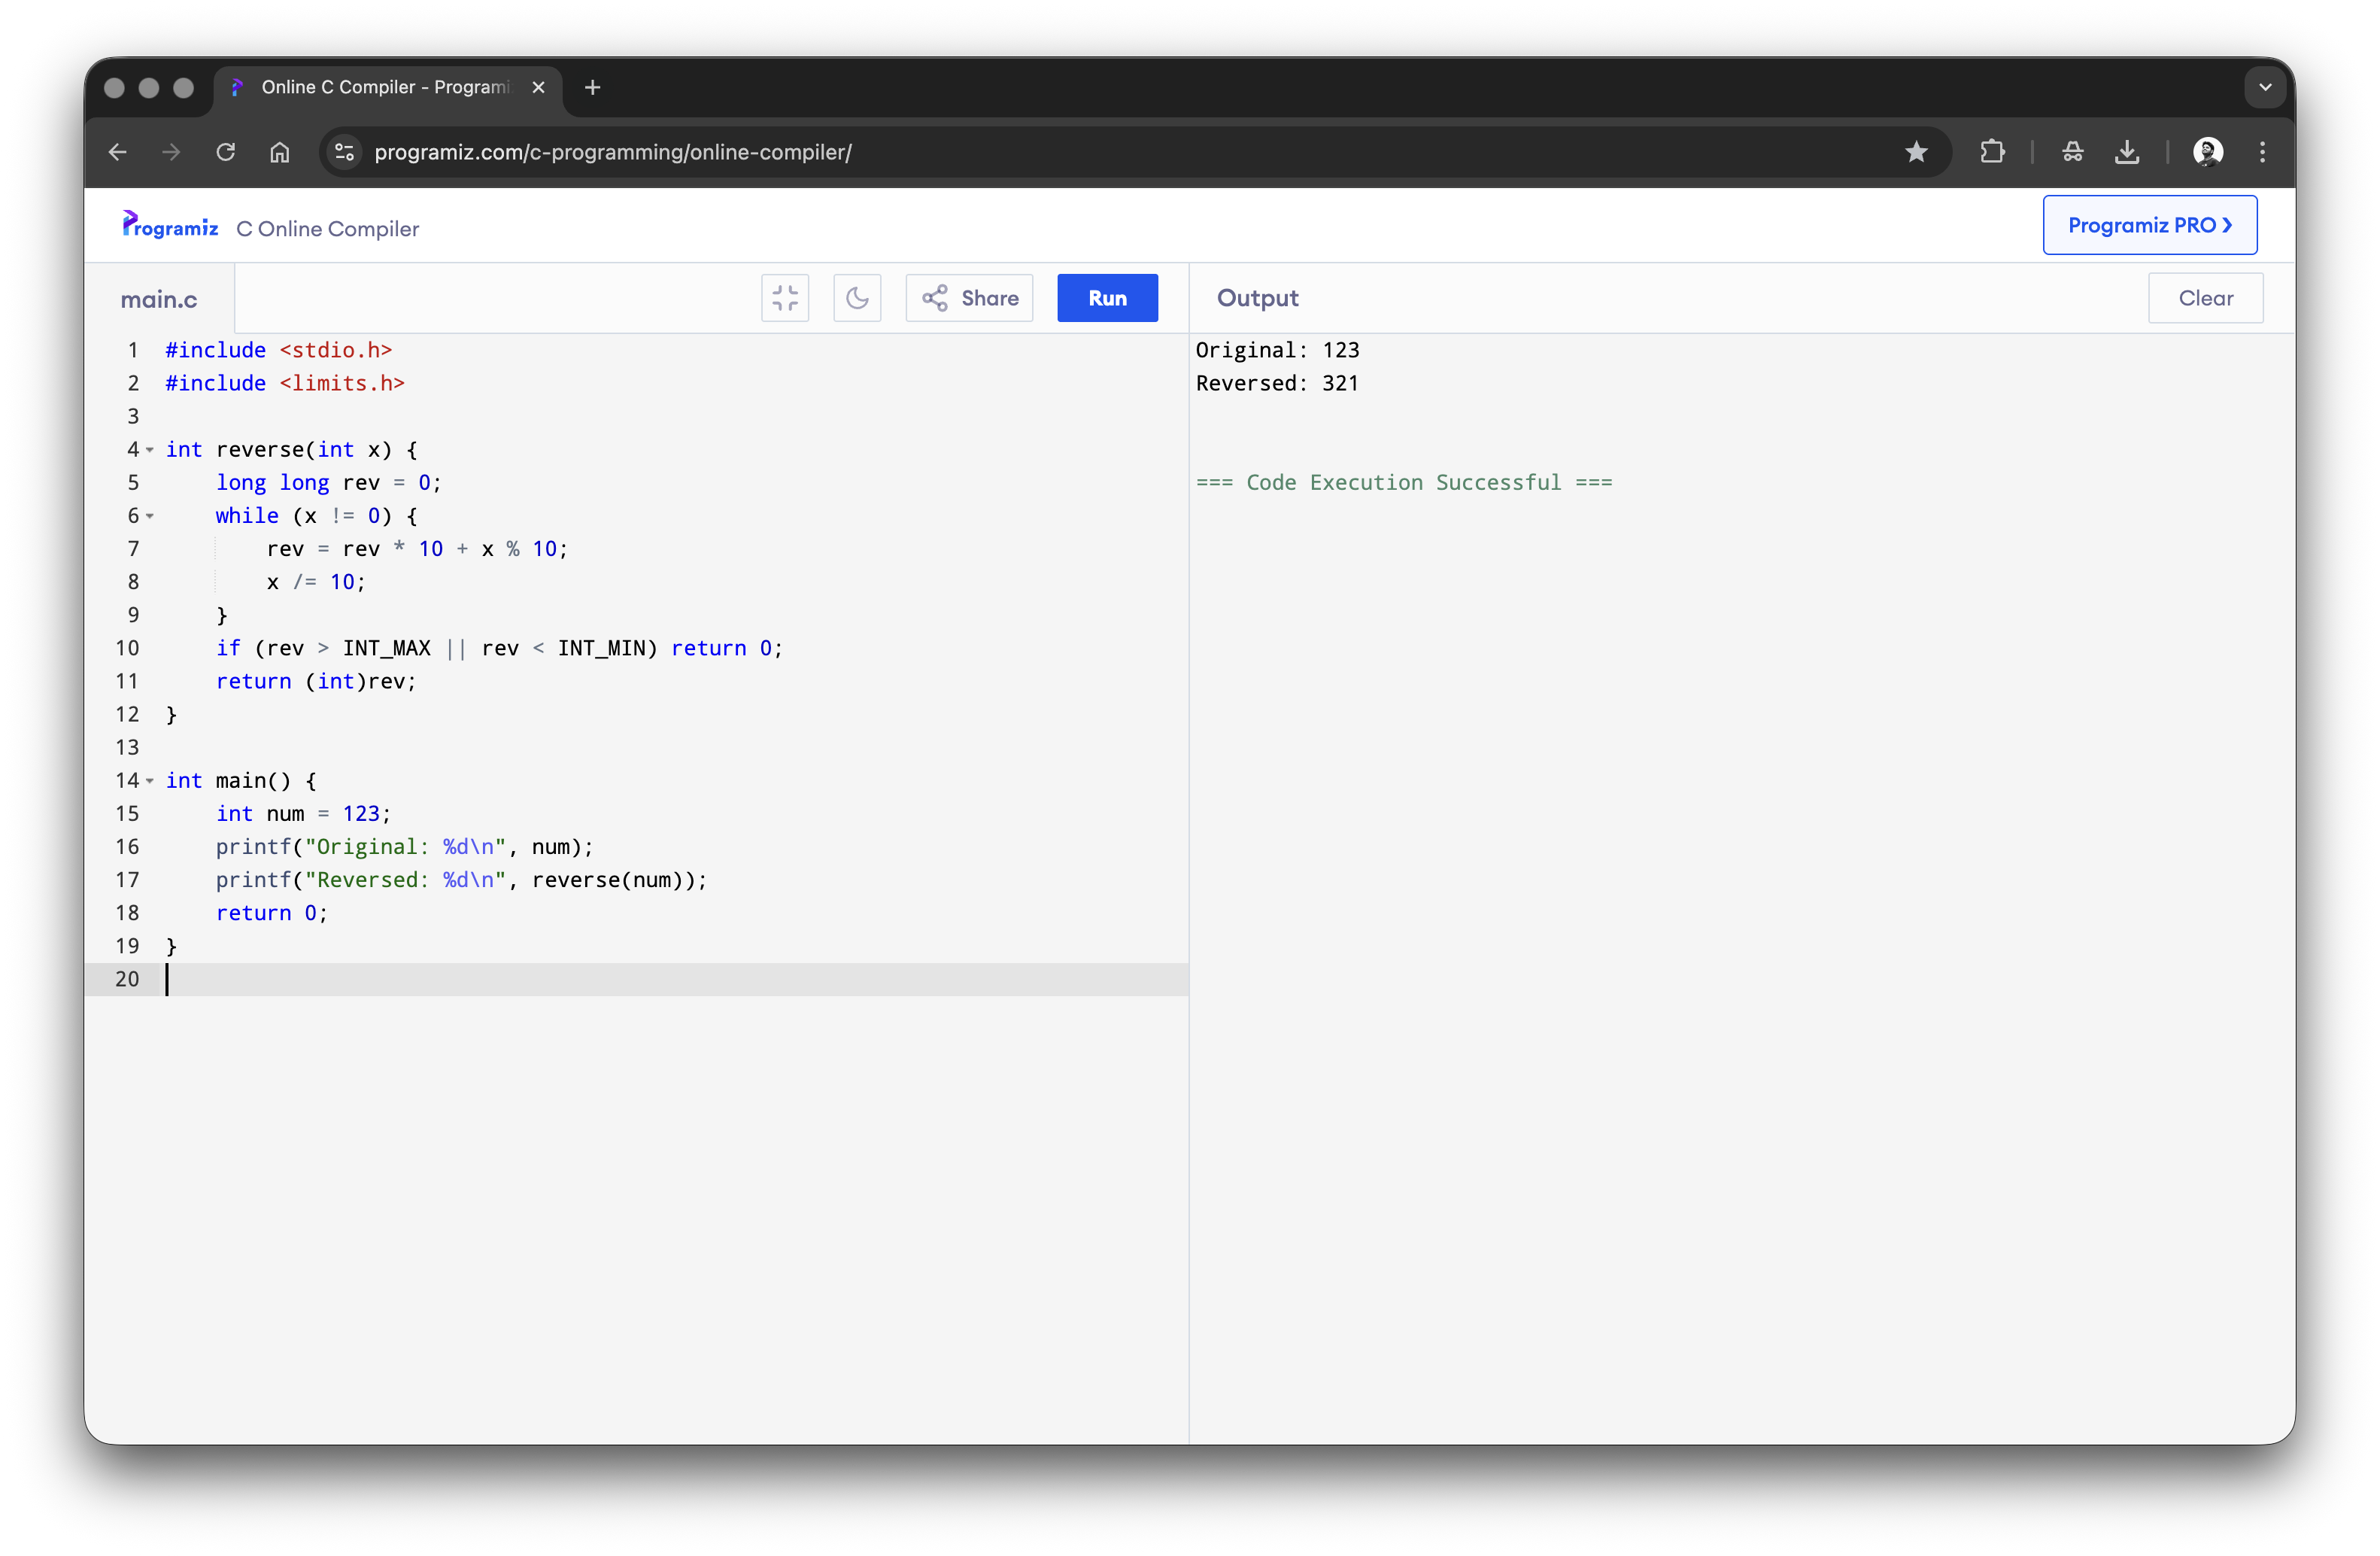 Online C Compiler - Programi
programiz.com/c-programming/online-compiler/
Programiz C Online Compiler
Programiz PRO ❯
main.c
Share
Run
Output
Clear
1 #include <stdio.h>
2 #include <limits.h>
3
4 int reverse(int x) {
5     long long rev = 0;
6     while (x != 0) {
7         rev = rev * 10 + x % 10;
8         x /= 10;
9     }
10     if (rev > INT_MAX || rev < INT_MIN) return 0;
11     return (int)rev;
12 }
13
14 int main() {
15     int num = 123;
16     printf("Original: %d\n", num);
17     printf("Reversed: %d\n", reverse(num));
18     return 0;
19 }
20
Original: 123
Reversed: 321
=== Code Execution Successful ===